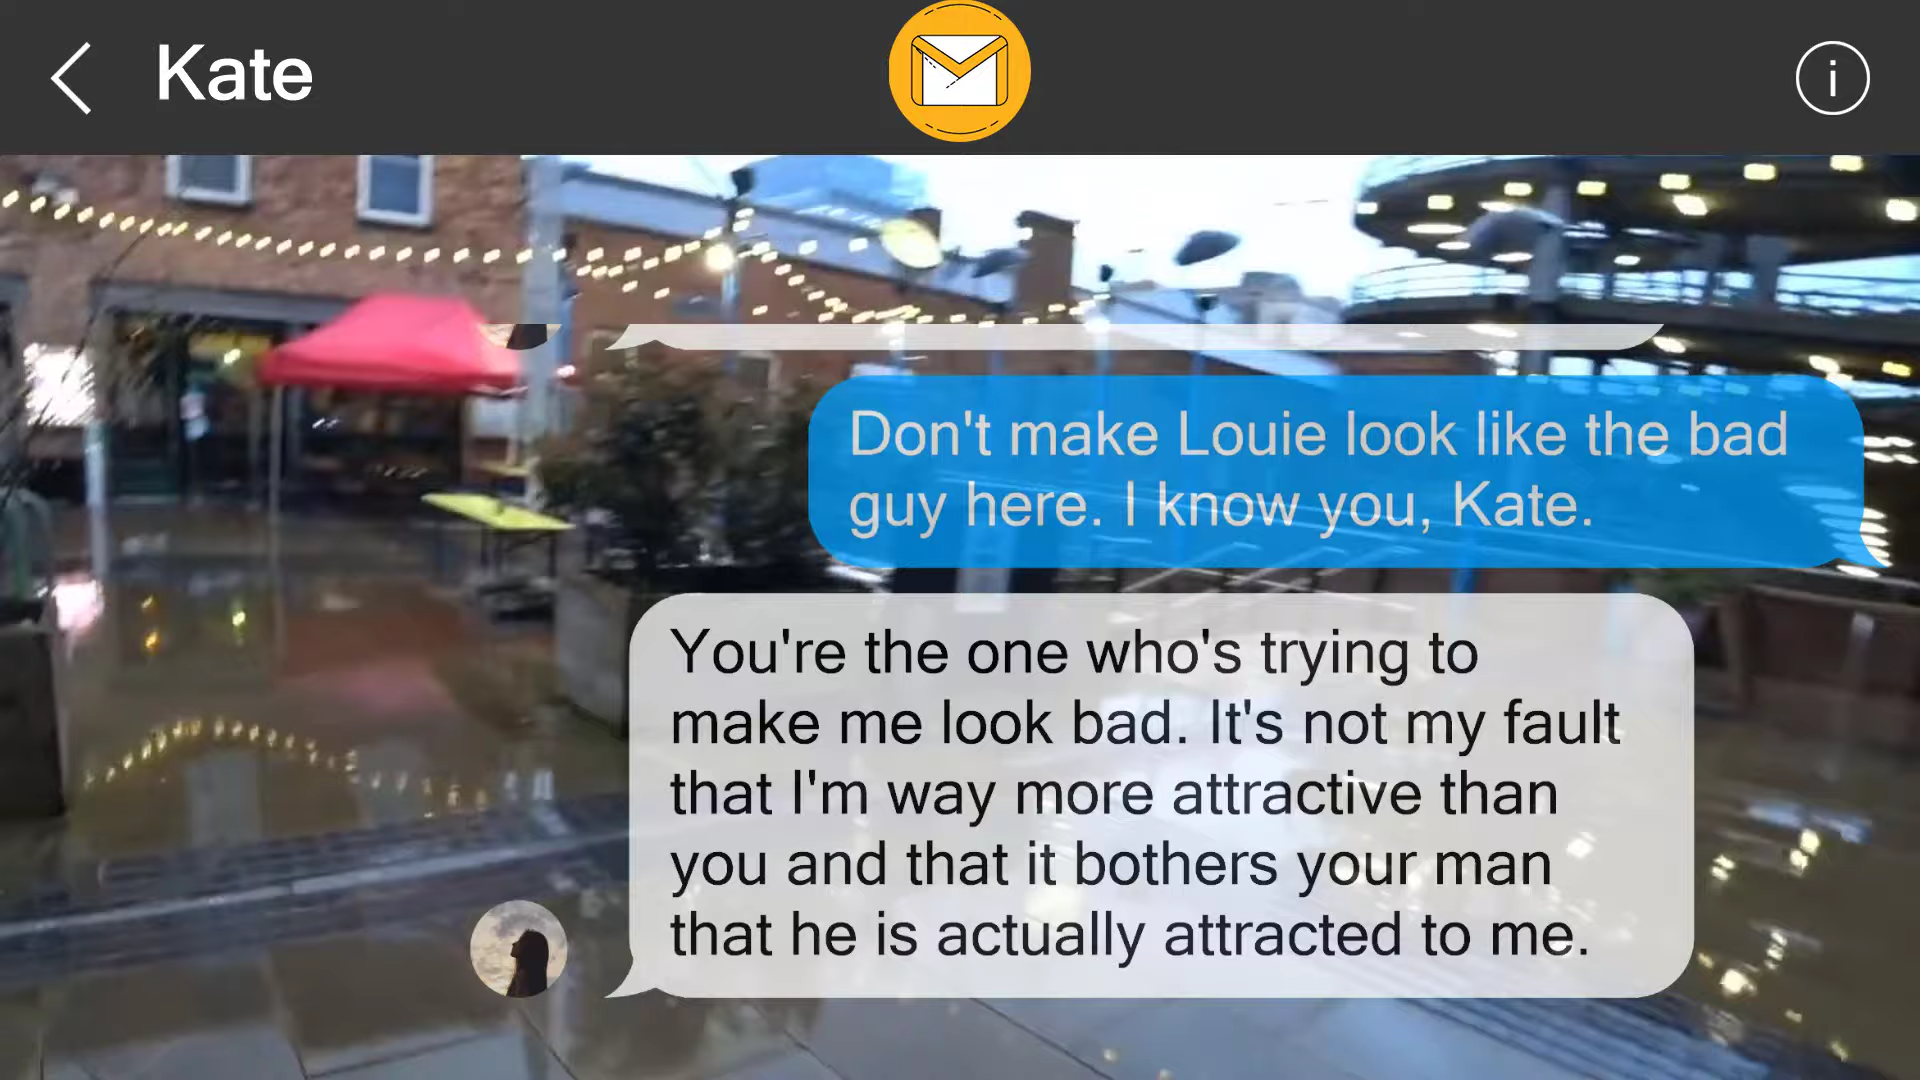 Kate
i
Don't make Louie look like the bad
guy here. I know you, Kate.
You're the one who's trying to
make me look bad. It's not my fault
that I'm way more attractive than
you and that it bothers your man
that he is actually attracted to me.